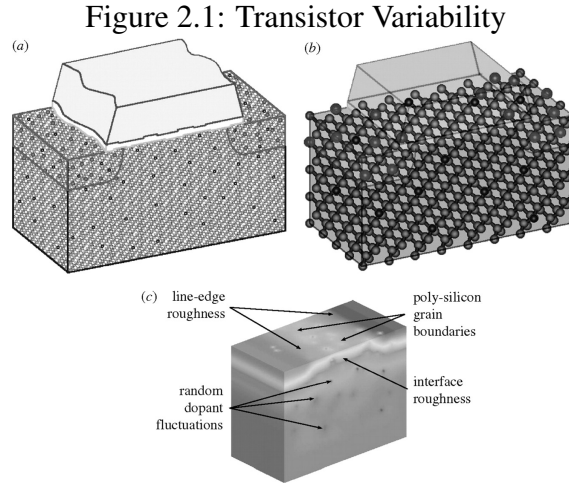 Figure 2.1: Transistor Variability
(a)
(b)
(c)
line-edge
roughness
poly-silicon
grain
boundaries
random
dopant
fluctuations
interface
roughness